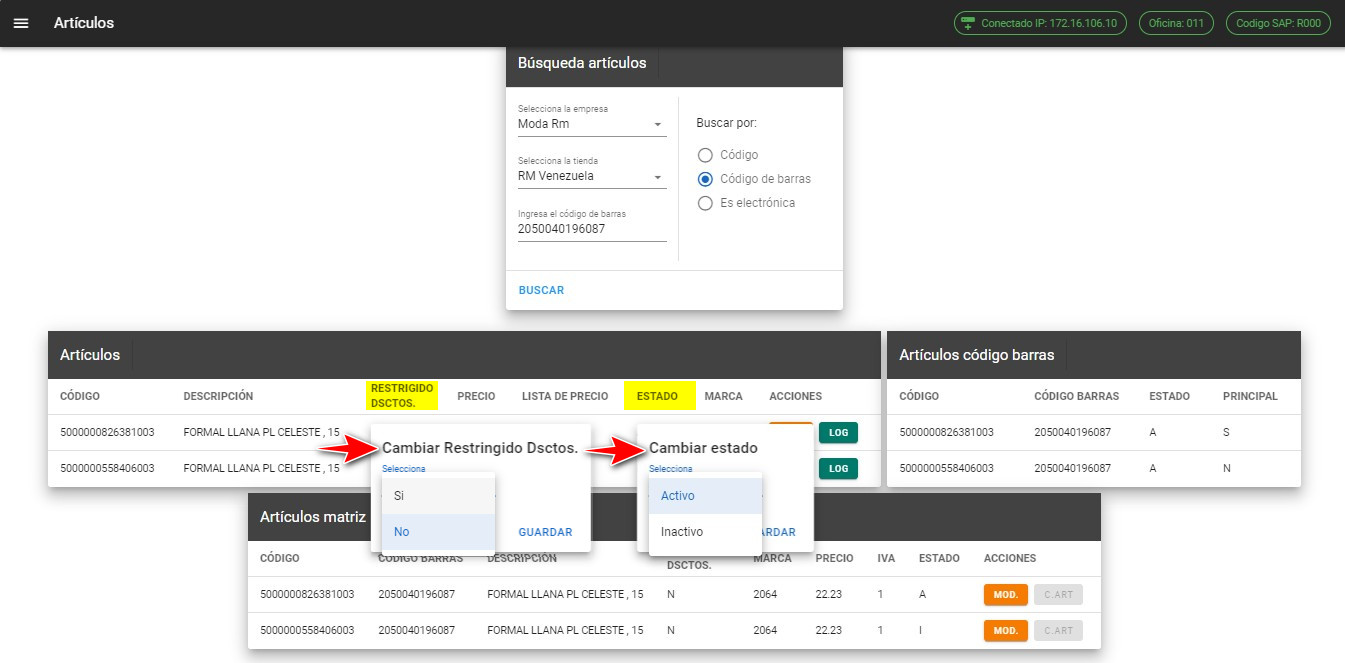 Artículos
Conectado IP: 172.16.106.10
Oficina: 011
Codigo SAP: R000
Búsqueda artículos
Selecciona la empresa
Moda Rm
Selecciona la tienda
RM Venezuela
Ingresa el código de barras
2050040196087
Buscar por:
Código
Código de barras
Es electrónica
BUSCAR
Artículos
CÓDIGO DESCRIPCIÓN RESTRIGIDO DSCTOS. PRECIO LISTA DE PRECIO ESTADO MARCA ACCIONES
5000000826381003 FORMAL LLANA PL CELESTE , 15 LOG
5000000558406003 FORMAL LLANA PL CELESTE , 15 LOG
Cambiar Restringido Dsctos.
Selecciona
Si
No
GUARDAR
Cambiar estado
Selecciona
Activo
Inactivo
ARDAR
Artículos código barras
CÓDIGO CÓDIGO BARRAS ESTADO PRINCIPAL
5000000826381003 2050040196087 A S
5000000558406003 2050040196087 A N
Artículos matriz
CÓDIGO CÓDIGO BARRAS DESCRIPCIÓN DSCTOS. MARCA PRECIO IVA ESTADO ACCIONES
5000000826381003 2050040196087 FORMAL LLANA PL CELESTE , 15 N 2064 22.23 1 A MOD. C.ART
5000000558406003 2050040196087 FORMAL LLANA PL CELESTE , 15 N 2064 22.23 1 I MOD. C.ART